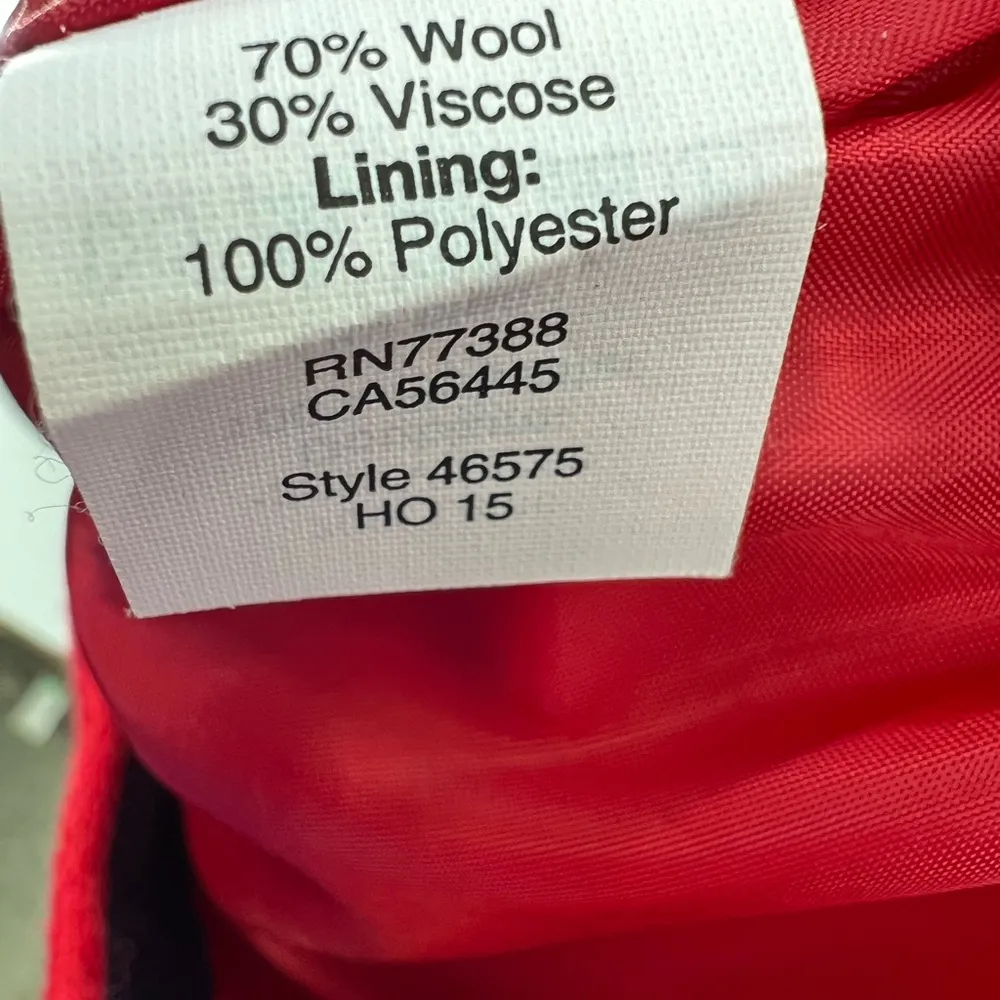 70% Wool
30% Viscose
Lining:
100% Polyester
RN77388
CA56445
Style 46575
HO 15